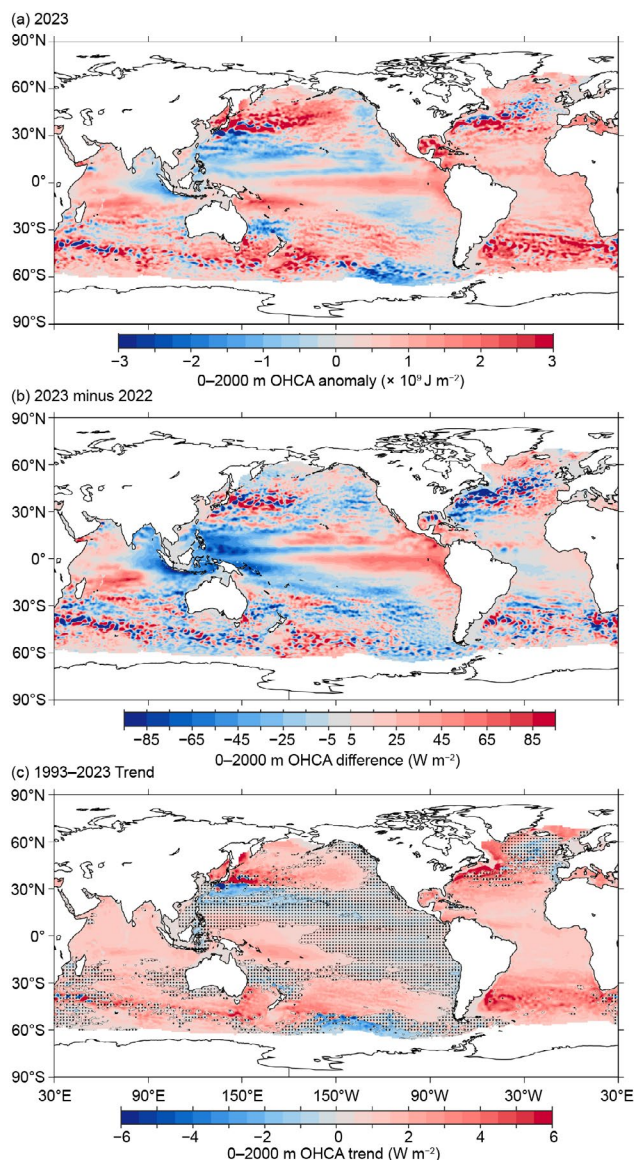 (a) 2023
90°N
60°N
30°N
0°
30°S
60°S
90°S
−3 −2 −1 0 1 2 3
0–2000 m OHCA anomaly (× 10⁹ J m⁻²)
(b) 2023 minus 2022
90°N
60°N
30°N
0°
30°S
60°S
90°S
−85 −65 −45 −25 −5 5 25 45 65 85
0–2000 m OHCA difference (W m⁻²)
(c) 1993–2023 Trend
90°N
60°N
30°N
0°
30°S
60°S
90°S
30°E 90°E 150°E 150°W 90°W 30°W 30°E
−6 −4 −2 0 2 4 6
0–2000 m OHCA trend (W m⁻²)